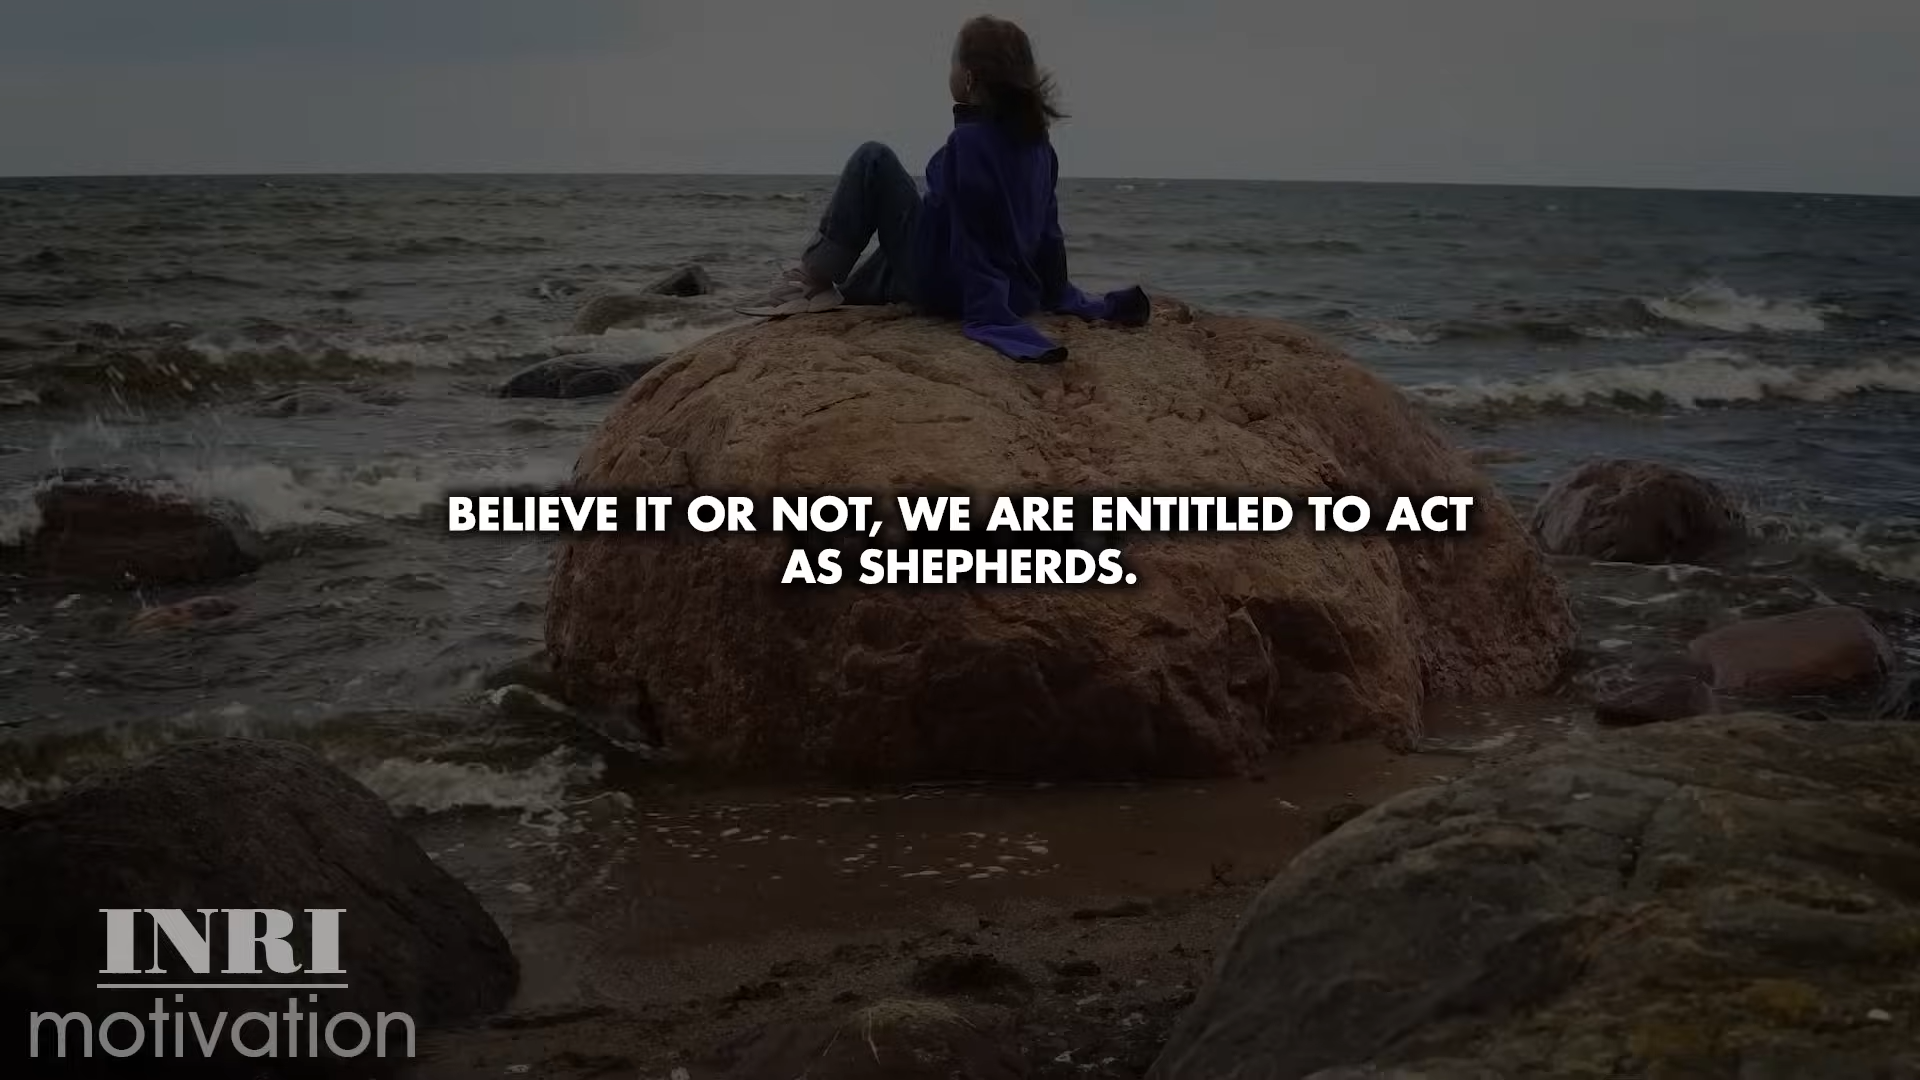 BELIEVE IT OR NOT, WE ARE ENTITLED TO ACT
AS SHEPHERDS.
INRI
motivation